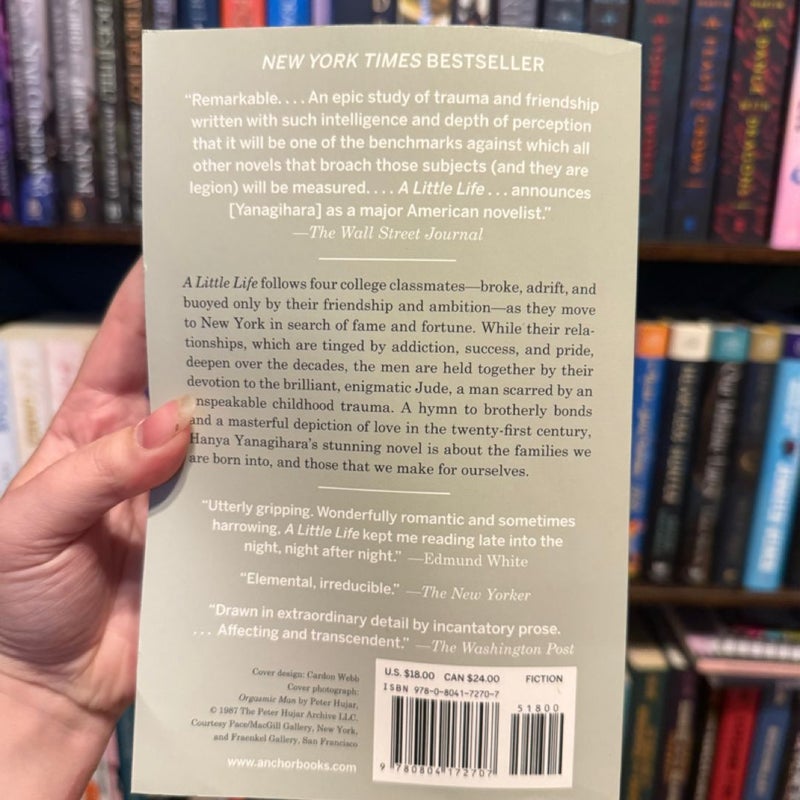 NEW YORK TIMES BESTSELLER
“Remarkable. . . . An epic study of trauma and friendship
written with such intelligence and depth of perception
that it will be one of the benchmarks against which all
other novels that broach those subjects (and they are
legion) will be measured. . . . A Little Life . . . announces
[Yanagihara] as a major American novelist.”
—The Wall Street Journal
A Little Life follows four college classmates—broke, adrift, and
buoyed only by their friendship and ambition—as they move
to New York in search of fame and fortune. While their rela-
tionships, which are tinged by addiction, success, and pride,
deepen over the decades, the men are held together by their
devotion to the brilliant, enigmatic Jude, a man scarred by an
nspeakable childhood trauma. A hymn to brotherly bonds
and a masterful depiction of love in the twenty-first century,
Hanya Yanagihara’s stunning novel is about the families we
are born into, and those that we make for ourselves.
“Utterly gripping. Wonderfully romantic and sometimes
harrowing, A Little Life kept me reading late into the
night, night after night.” —Edmund White
“Elemental, irreducible.” —The New Yorker
“Drawn in extraordinary detail by incantatory prose.
. . . Affecting and transcendent.” —The Washington Post
Cover design: Cardon Webb
Cover photograph:
Orgasmic Man by Peter Hujar,
© 1987 The Peter Hujar Archive LLC.
Courtesy Pace/MacGill Gallery, New York,
and Fraenkel Gallery, San Francisco
www.anchorbooks.com
U.S. $18.00 CAN $24.00 FICTION
ISBN 978-0-8041-7270-7
51800
9 780804 172707